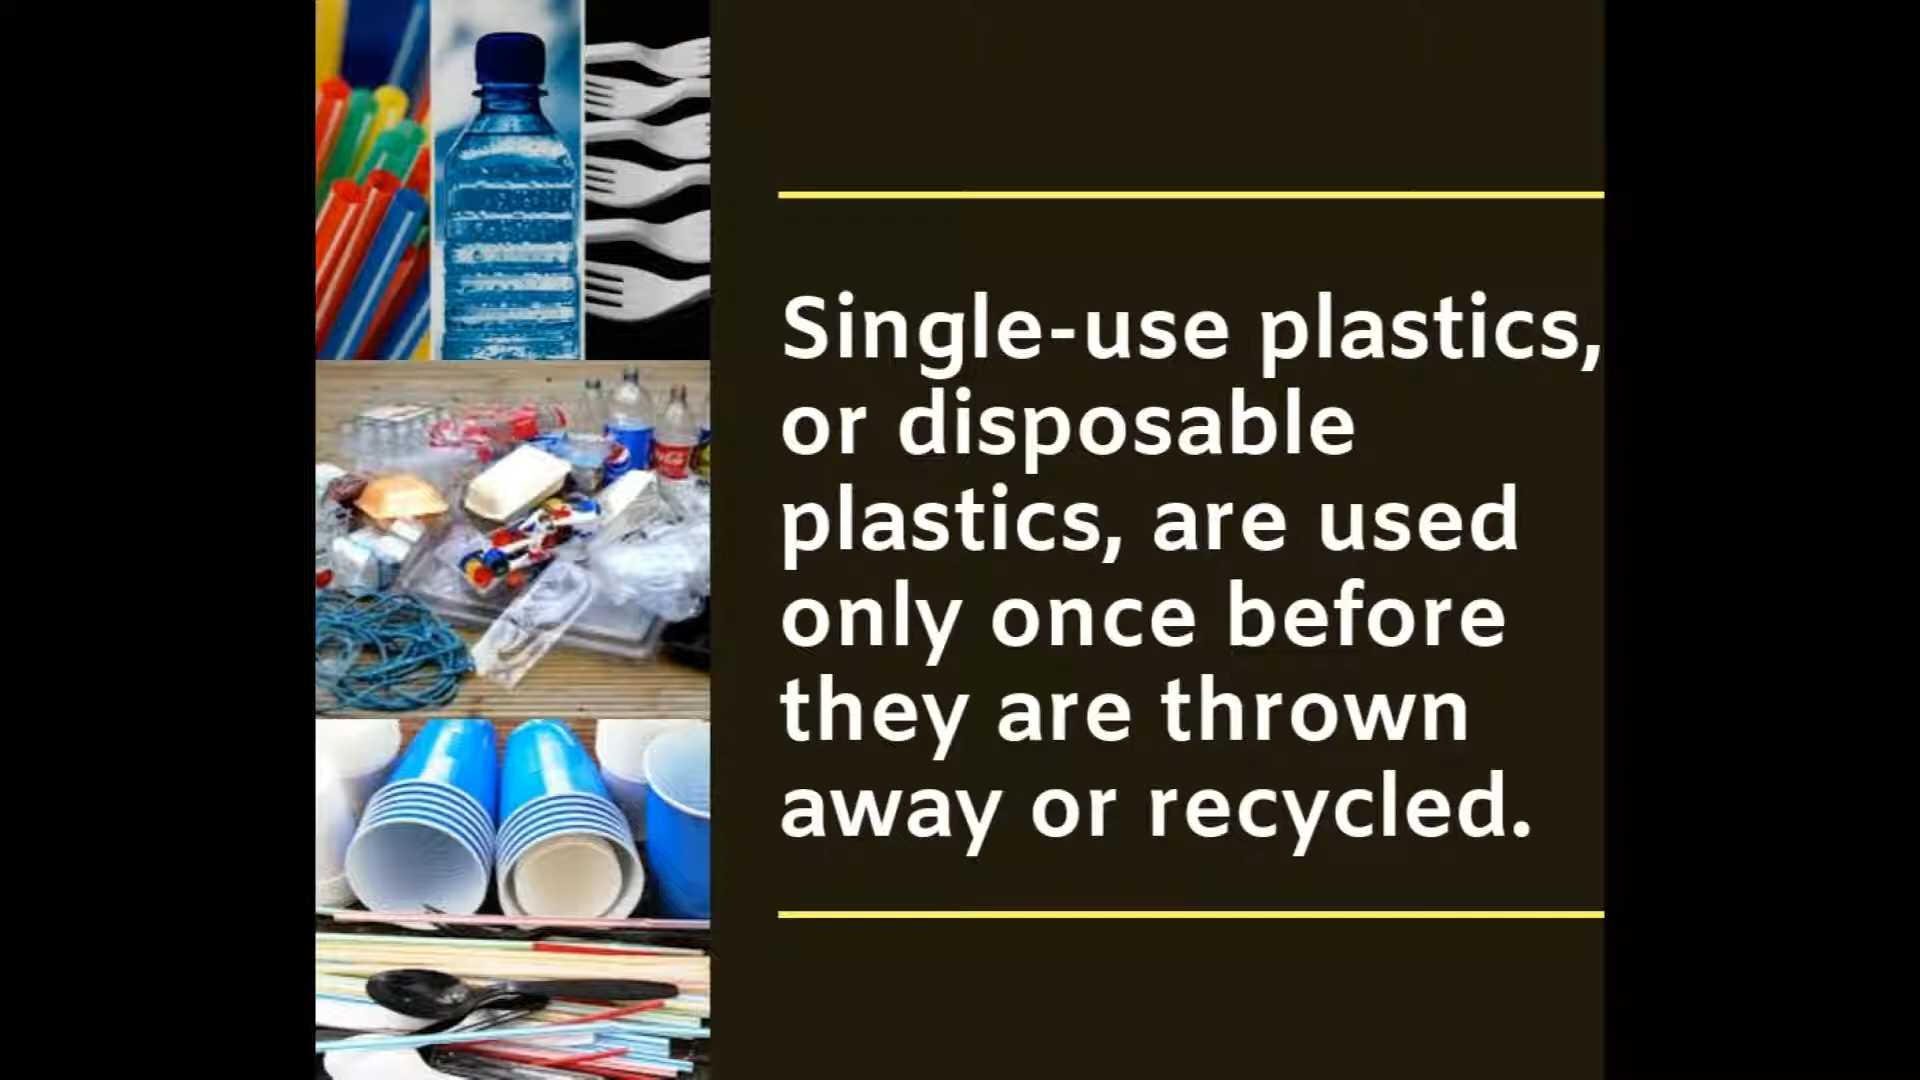 Single-use plastics,
or disposable
plastics, are used
only once before
they are thrown
away or recycled.